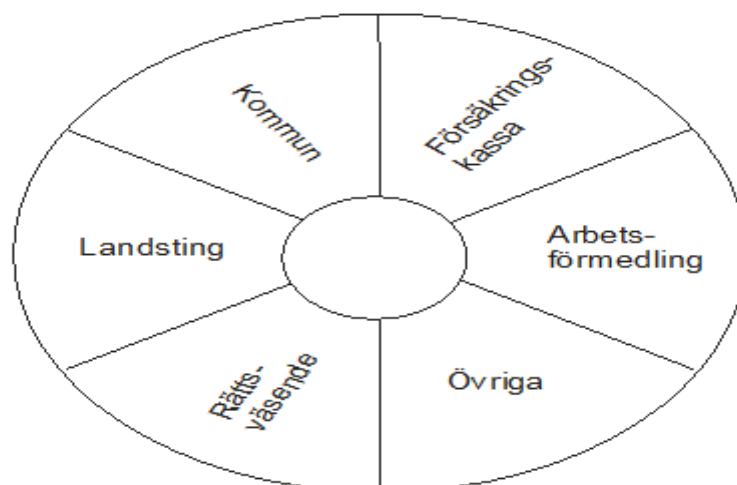 Kommun
Försäkrings-
kassa
Landsting
Arbets-
förmedling
Rätts-
väsende
Övriga